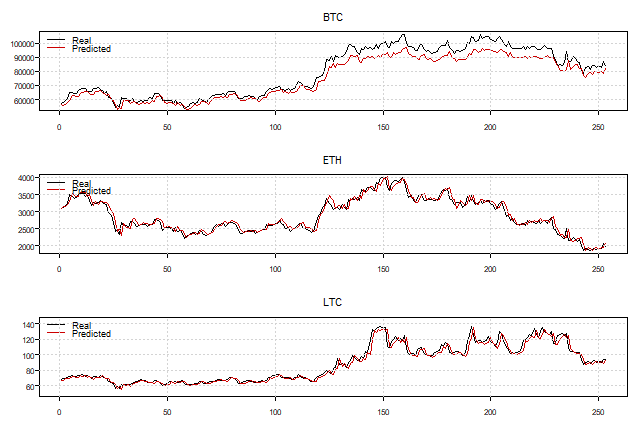 BTC
Real
Predicted
100000
90000
80000
70000
60000
0 50 100 150 200 250
ETH
Real
Predicted
4000
3500
3000
2500
2000
0 50 100 150 200 250
LTC
Real
Predicted
140
120
100
80
60
0 50 100 150 200 250